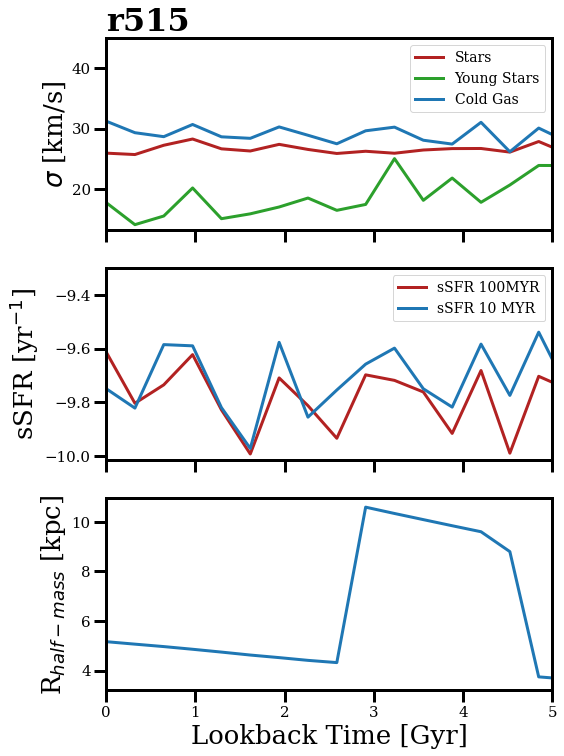 r515
Stars
Young Stars
Cold Gas
σ [km/s]
40
30
20
sSFR 100MYR
sSFR 10 MYR
sSFR [yr⁻¹]
−9.4
−9.6
−9.8
−10.0
R_half−mass [kpc]
10
8
6
4
0 1 2 3 4 5
Lookback Time [Gyr]